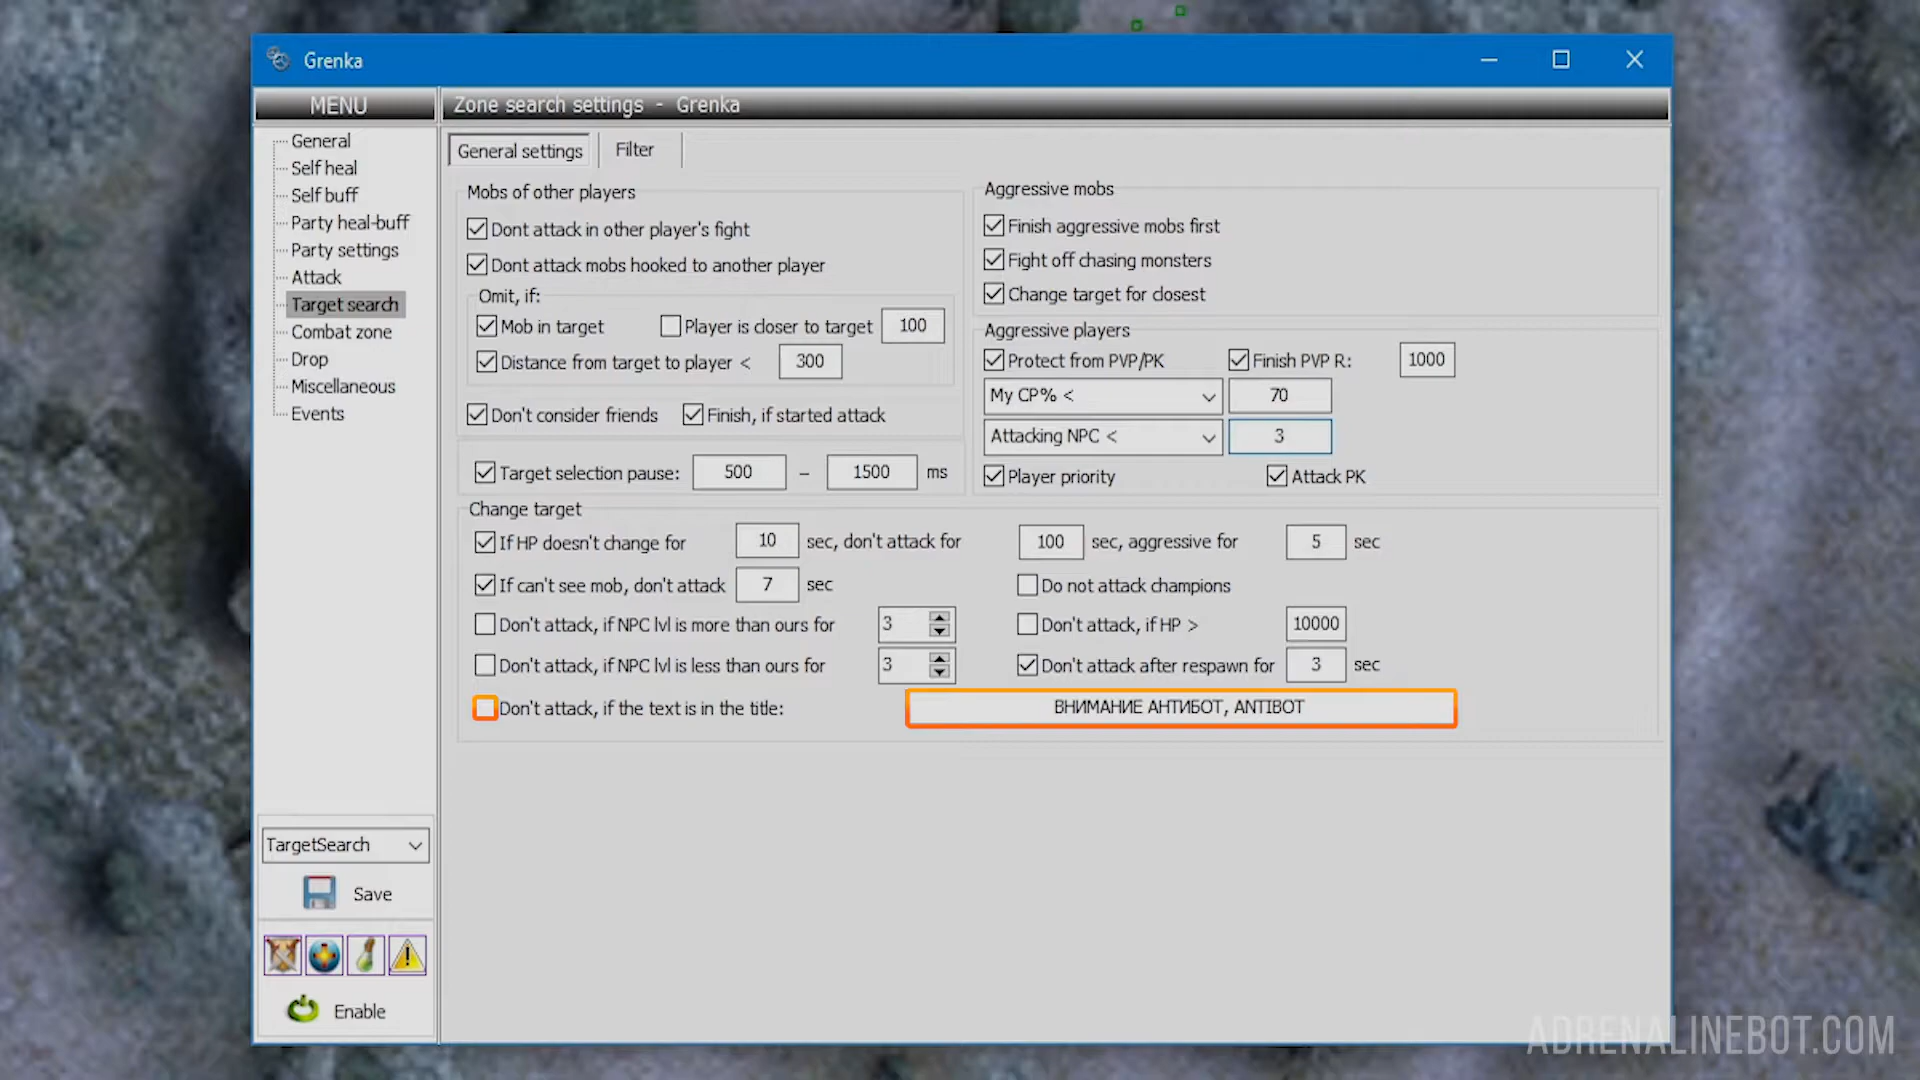 Grenka
MENU
Zone search settings - Grenka
General
Self heal
Self buff
Party heal-buff
Party settings
Attack
Target search
Combat zone
Drop
Miscellaneous
Events
TargetSearch
Save
Enable
General settings
Filter
Mobs of other players
Dont attack in other player's fight
Dont attack mobs hooked to another player
Omit, if:
Mob in target Player is closer to target 100
Distance from target to player < 300
Don't consider friends Finish, if started attack
Target selection pause: 500 - 1500 ms
Aggressive mobs
Finish aggressive mobs first
Fight off chasing monsters
Change target for closest
Aggressive players
Protect from PVP/PK Finish PVP R: 1000
My CP% < 70
Attacking NPC < 3
Player priority Attack PK
Change target
If HP doesn't change for 10 sec, don't attack for 100 sec, aggressive for 5 sec
If can't see mob, don't attack 7 sec Do not attack champions
Don't attack, if NPC lvl is more than ours for 3 Don't attack, if HP > 10000
Don't attack, if NPC lvl is less than ours for 3 Don't attack after respawn for 3 sec
Don't attack, if the text is in the title: ВНИМАНИЕ АНТИБОТ, ANTIBOT
ADRENALINEBOT.COM